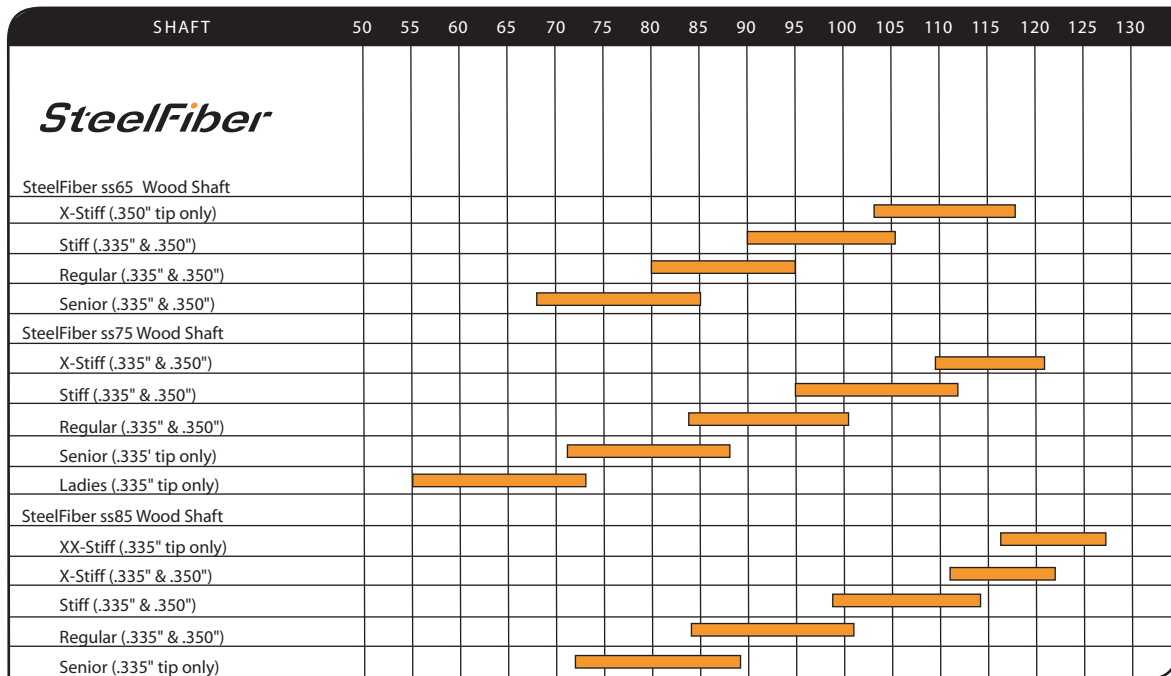 SHAFT 50 55 60 65 70 75 80 85 90 95 100 105 110 115 120 125 130
SteelFiber
SteelFiber ss65 Wood Shaft
X-Stiff (.350" tip only)
Stiff (.335" & .350")
Regular (.335" & .350")
Senior (.335" &.350")
SteelFiber ss75 Wood Shaft
X-Stiff (.335" & .350")
Stiff (.335" & .350")
Regular (.335" & .350")
Senior (.335' tip only)
Ladies (.335" tip only)
SteelFiber ss85 Wood Shaft
XX-Stiff (.335" tip only)
X-Stiff (.335" & .350")
Stiff (.335" & .350")
Regular (.335" & .350")
Senior (.335" tip only)